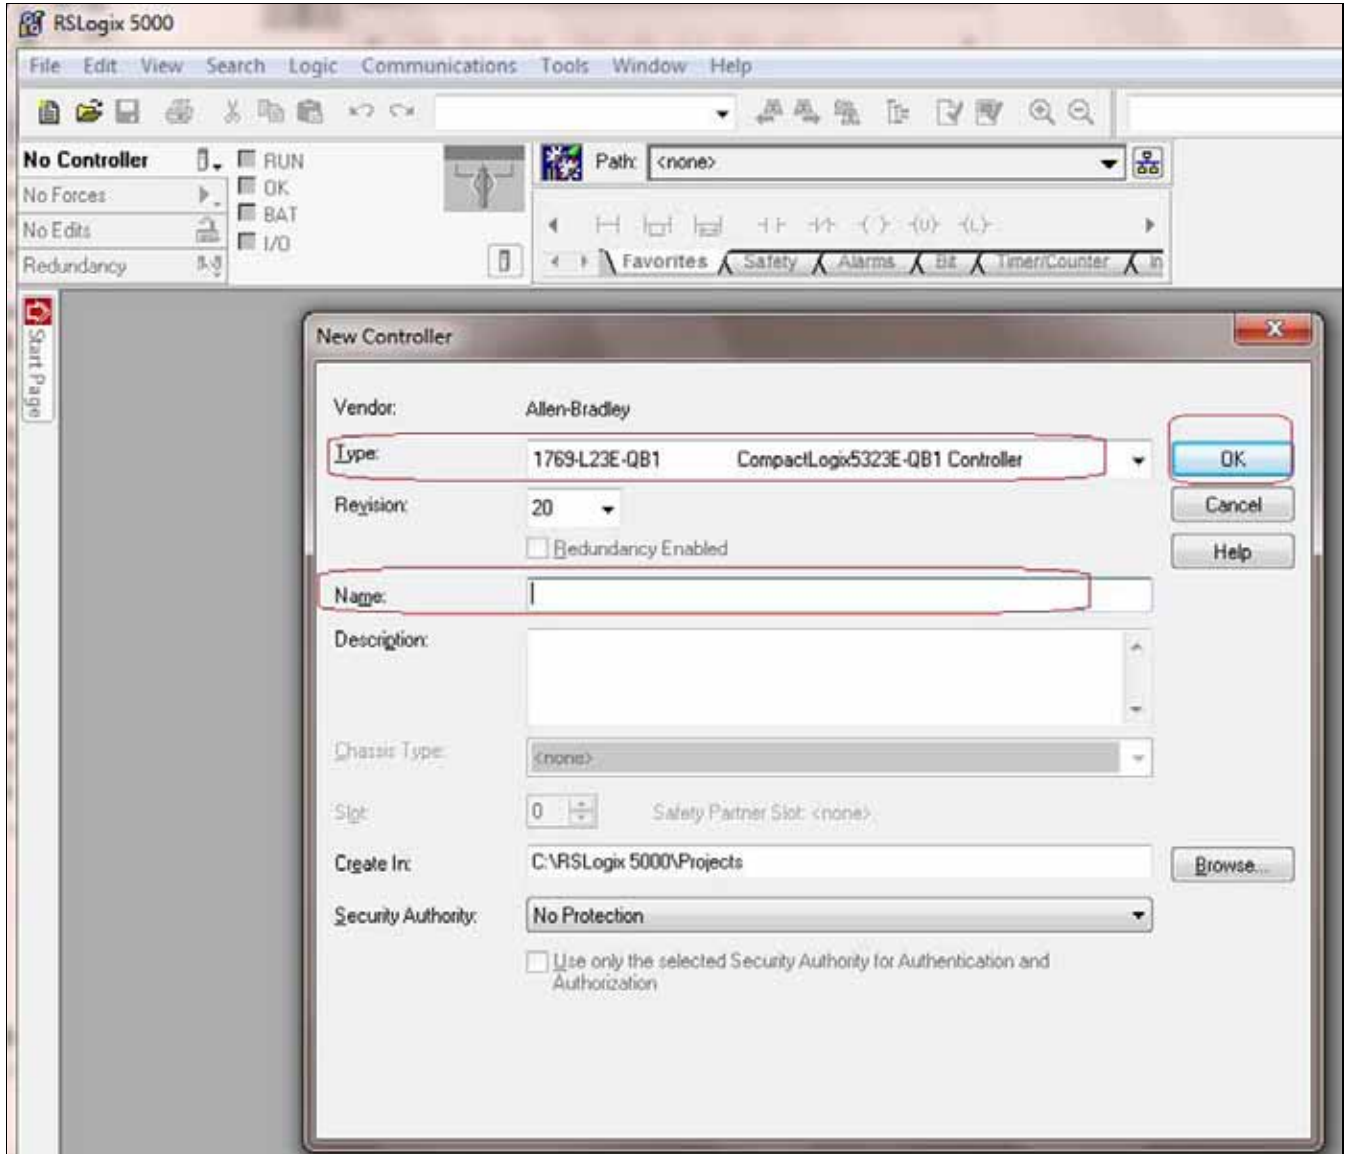 RSLogix 5000
File Edit View Search Logic Communications Tools Window Help
No Controller
RUN
Path: <none>
No Forces
OK
No Edits
BAT
I/O
Redundancy
Favorites Safety Alarms Bit Timer/Counter In
Start Page
New Controller
Vendor: Allen-Bradley
Type: 1769-L23E-QB1 CompactLogix5323E-QB1 Controller
OK
Revision: 20
Cancel
Redundancy Enabled
Help
Name:
Description:
Chassis Type: <none>
Slot: 0 Safety Partner Slot: <none>
Create In: C:\RSLogix 5000\Projects
Browse...
Security Authority: No Protection
Use only the selected Security Authority for Authentication and
Authorization